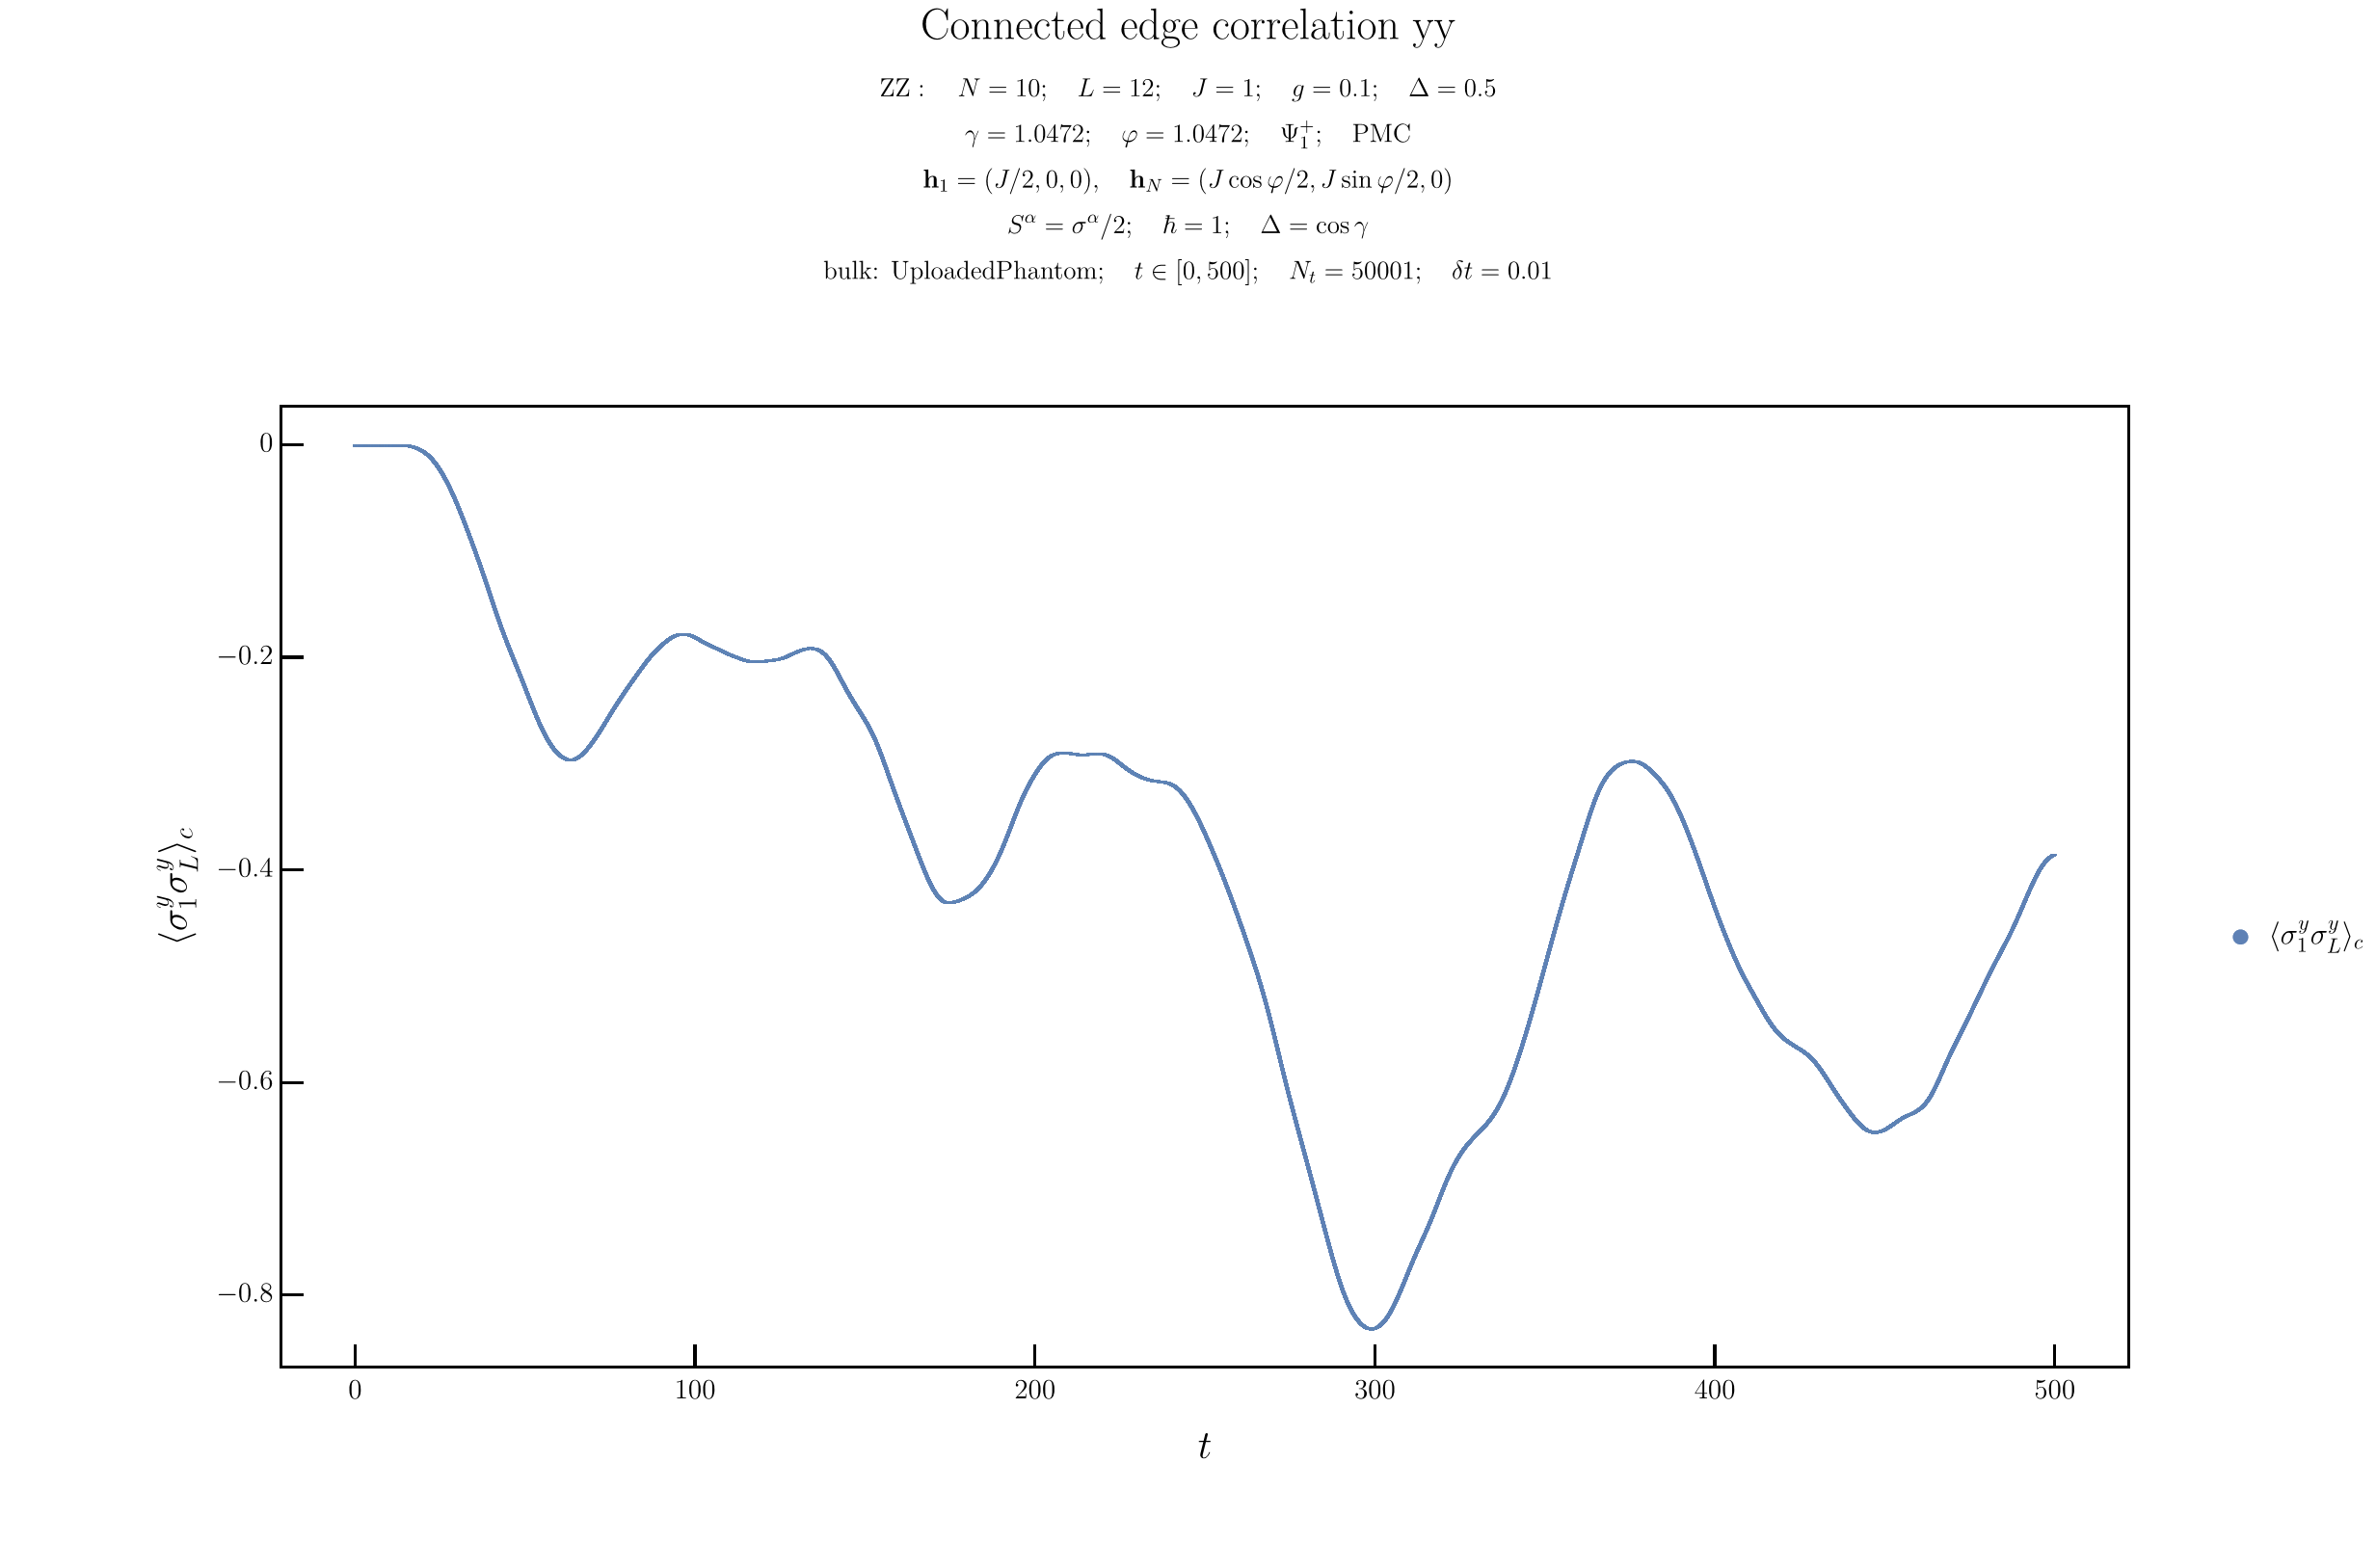 Connected edge correlation yy
ZZ : N = 10; L = 12; J = 1; g = 0.1; Δ = 0.5
γ = 1.0472; φ = 1.0472; Ψ₁⁺; PMC
h₁ = (J/2, 0, 0), h_N = (J cos φ/2, J sin φ/2, 0)
S^α = σ^α/2; ħ = 1; Δ = cos γ
bulk: UploadedPhantom; t ∈ [0, 500]; N_t = 50001; δt = 0.01
⟨σ₁^y σ_L^y⟩_c
0
−0.2
−0.4
−0.6
−0.8
0 100 200 300 400 500
t
⟨σ₁^y σ_L^y⟩_c